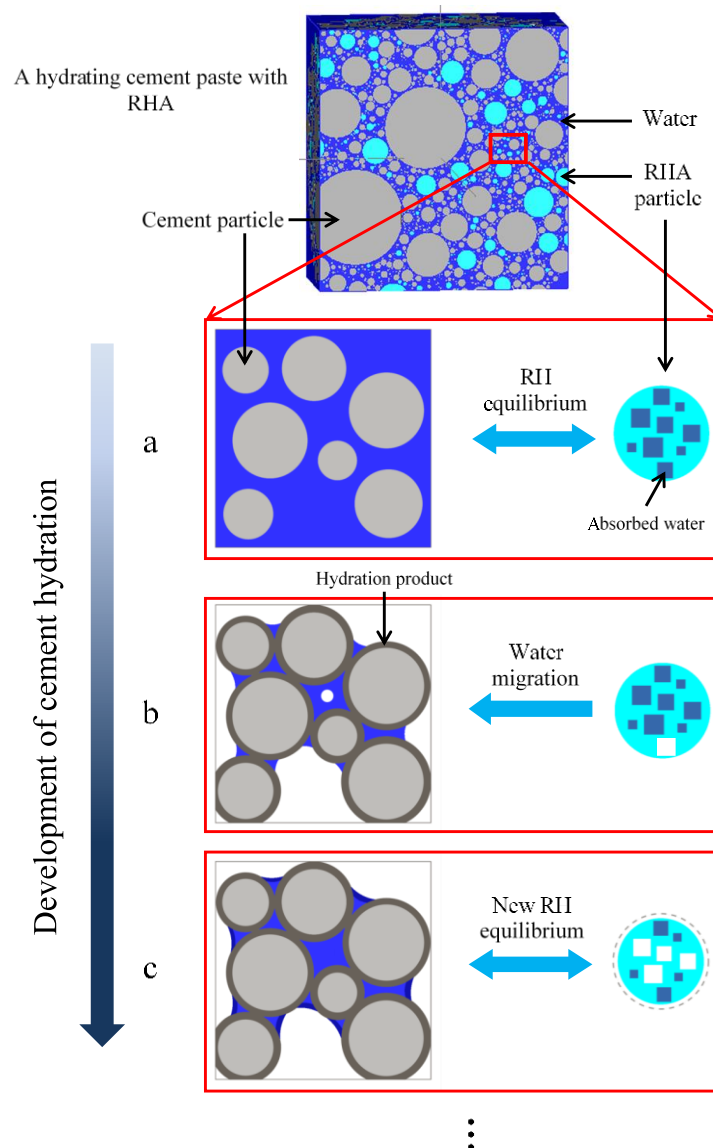 A hydrating cement paste with
RHA
Water
RHA
particle
Cement particle
Development of cement hydration
a
RH
equilibrium
Absorbed water
Hydration product
b
Water
migration
c
New RH
equilibrium